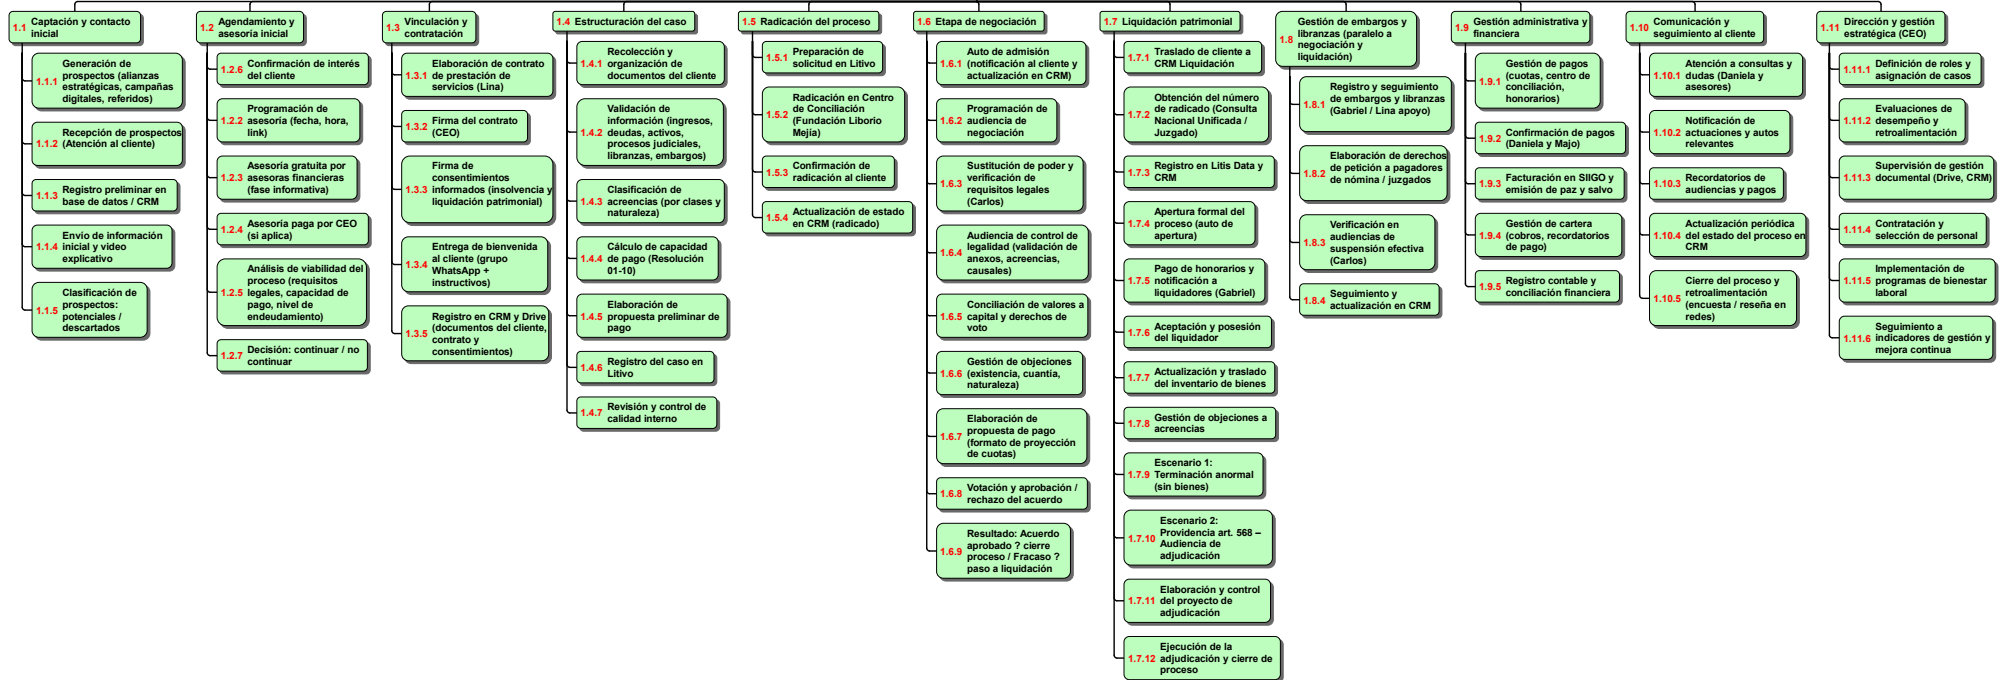 1.1 Captación y contacto
inicial
1.1.1 Generación de
prospectos (alianzas
estratégicas, campañas
digitales, referidos)
1.1.2 Recepción de prospectos
(Atención al cliente)
1.1.3 Registro preliminar en
base de datos / CRM
1.1.4 Envío de información
inicial y video
explicativo
1.1.5 Clasificación de
prospectos:
potenciales /
descartados
1.2 Agendamiento y
asesoría inicial
1.2.6 Confirmación de interés
del cliente
1.2.2 Programación de
asesoría (fecha, hora,
link)
1.2.3 Asesoría gratuita por
asesoras financieras
(fase informativa)
1.2.4 Asesoría paga por CEO
(si aplica)
1.2.5 Análisis de viabilidad del
proceso (requisitos
legales, capacidad de
pago, nivel de
endeudamiento)
1.2.7 Decisión: continuar / no
continuar
1.3 Vinculación y
contratación
1.3.1 Elaboración de contrato
de prestación de
servicios (Lina)
1.3.2 Firma del contrato
(CEO)
1.3.3 Firma de
consentimientos
informados (insolvencia y
liquidación patrimonial)
1.3.4 Entrega de bienvenida
al cliente (grupo
WhatsApp +
instructivos)
1.3.5 Registro en CRM y Drive
(documentos del cliente,
contrato y
consentimientos)
1.4 Estructuración del caso
1.4.1 Recolección y
organización de
documentos del cliente
1.4.2 Validación de
información (ingresos,
deudas, activos,
procesos judiciales,
libranzas, embargos)
1.4.3 Clasificación de
acreencias (por clases y
naturaleza)
1.4.4 Cálculo de capacidad
de pago (Resolución
01-10)
1.4.5 Elaboración de
propuesta preliminar de
pago
1.4.6 Registro del caso en
Litivo
1.4.7 Revisión y control de
calidad interno
1.5 Radicación del proceso
1.5.1 Preparación de
solicitud en Litivo
1.5.2 Radicación en Centro
de Conciliación
(Fundación Liborio
Mejía)
1.5.3 Confirmación de
radicación al cliente
1.5.4 Actualización de estado
en CRM (radicado)
1.6 Etapa de negociación
1.6.1 Auto de admisión
(notificación al cliente y
actualización en CRM)
1.6.2 Programación de
audiencia de
negociación
1.6.3 Sustitución de poder y
verificación de
requisitos legales
(Carlos)
1.6.4 Audiencia de control de
legalidad (validación de
anexos, acreencias,
causales)
1.6.5 Conciliación de valores a
capital y derechos de
voto
1.6.6 Gestión de objeciones
(existencia, cuantía,
naturaleza)
1.6.7 Elaboración de
propuesta de pago
(formato de proyección
de cuotas)
1.6.8 Votación y aprobación /
rechazo del acuerdo
1.6.9 Resultado: Acuerdo
aprobado ? cierre
proceso / Fracaso ?
paso a liquidación
1.7 Liquidación patrimonial
1.7.1 Traslado de cliente a
CRM Liquidación
1.7.2 Obtención del número
de radicado (Consulta
Nacional Unificada /
Juzgado)
1.7.3 Registro en Litis Data y
CRM
1.7.4 Apertura formal del
proceso (auto de
apertura)
1.7.5 Pago de honorarios y
notificación a
liquidadores (Gabriel)
1.7.6 Aceptación y posesión
del liquidador
1.7.7 Actualización y traslado
del inventario de bienes
1.7.8 Gestión de objeciones a
acreencias
1.7.9 Escenario 1:
Terminación anormal
(sin bienes)
1.7.10 Escenario 2:
Providencia art. 568 –
Audiencia de
adjudicación
1.7.11 Elaboración y control
del proyecto de
adjudicación
1.7.12 Ejecución de la
adjudicación y cierre de
proceso
1.8 Gestión de embargos y
libranzas (paralelo a
negociación y
liquidación)
1.8.1 Registro y seguimiento
de embargos y libranzas
(Gabriel / Lina apoyo)
1.8.2 Elaboración de derechos
de petición a pagadores
de nómina / juzgados
1.8.3 Verificación en
audiencias de
suspensión efectiva
(Carlos)
1.8.4 Seguimiento y
actualización en CRM
1.9 Gestión administrativa y
financiera
1.9.1 Gestión de pagos
(cuotas, centro de
conciliación,
honorarios)
1.9.2 Confirmación de pagos
(Daniela y Majo)
1.9.3 Facturación en SIIGO y
emisión de paz y salvo
1.9.4 Gestión de cartera
(cobros, recordatorios
de pago)
1.9.5 Registro contable y
conciliación financiera
1.10 Comunicación y
seguimiento al cliente
1.10.1 Atención a consultas y
dudas (Daniela y
asesores)
1.10.2 Notificación de
actuaciones y autos
relevantes
1.10.3 Recordatorios de
audiencias y pagos
1.10.4 Actualización periódica
del estado del proceso en
CRM
1.10.5 Cierre del proceso y
retroalimentación
(encuesta / reseña en
redes)
1.11 Dirección y gestión
estratégica (CEO)
1.11.1 Definición de roles y
asignación de casos
1.11.2 Evaluaciones de
desempeño y
retroalimentación
1.11.3 Supervisión de gestión
documental (Drive, CRM)
1.11.4 Contratación y
selección de personal
1.11.5 Implementación de
programas de bienestar
laboral
1.11.6 Seguimiento a
indicadores de gestión y
mejora continua